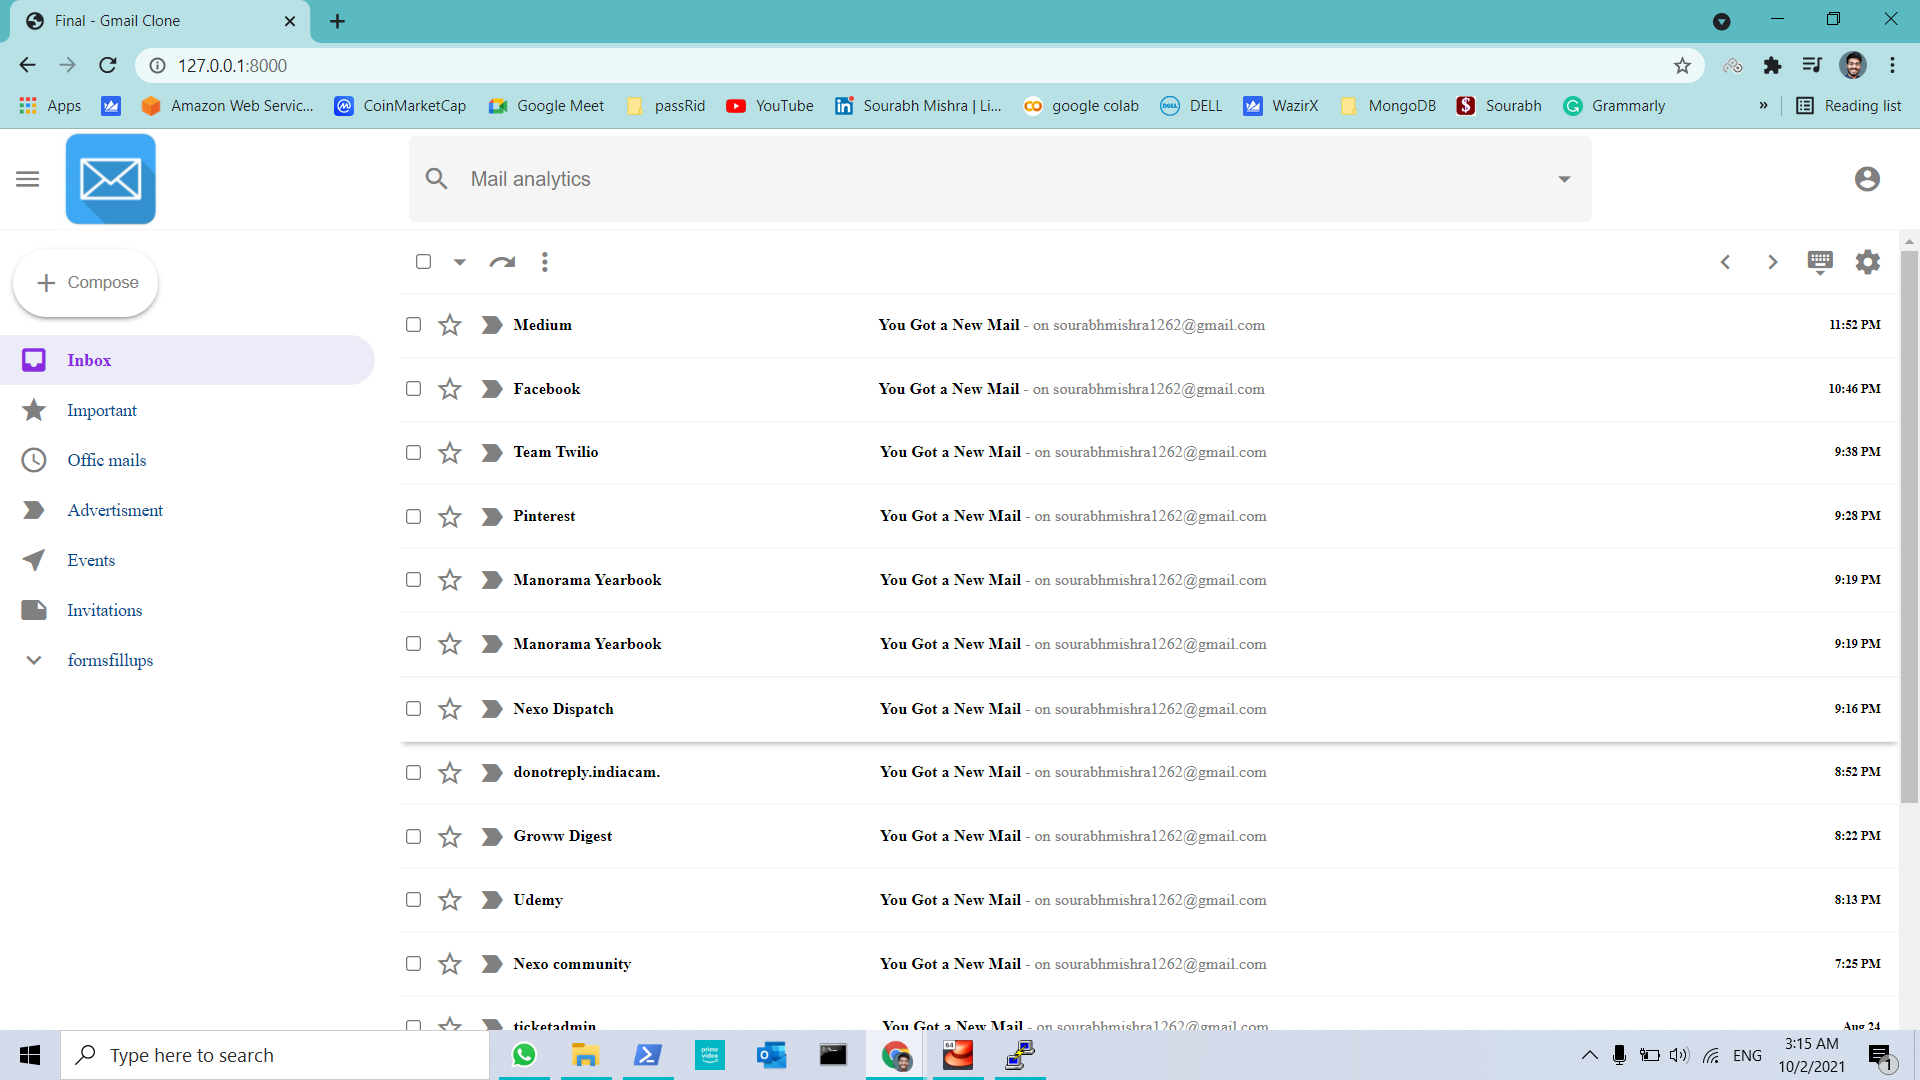 Final - Gmail Clone
127.0.0.1:8000
Apps Amazon Web Servic... CoinMarketCap Google Meet passRid YouTube Sourabh Mishra | Li... google colab DELL WazirX MongoDB Sourabh Grammarly » Reading list
Mail analytics
Compose
Inbox
Important
Offic mails
Advertisment
Events
Invitations
formsfillups
Medium You Got a New Mail - on sourabhmishra1262@gmail.com 11:52 PM
Facebook You Got a New Mail - on sourabhmishra1262@gmail.com 10:46 PM
Team Twilio You Got a New Mail - on sourabhmishra1262@gmail.com 9:38 PM
Pinterest You Got a New Mail - on sourabhmishra1262@gmail.com 9:28 PM
Manorama Yearbook You Got a New Mail - on sourabhmishra1262@gmail.com 9:19 PM
Manorama Yearbook You Got a New Mail - on sourabhmishra1262@gmail.com 9:19 PM
Nexo Dispatch You Got a New Mail - on sourabhmishra1262@gmail.com 9:16 PM
donotreply.indiacam. You Got a New Mail - on sourabhmishra1262@gmail.com 8:52 PM
Groww Digest You Got a New Mail - on sourabhmishra1262@gmail.com 8:22 PM
Udemy You Got a New Mail - on sourabhmishra1262@gmail.com 8:13 PM
Nexo community You Got a New Mail - on sourabhmishra1262@gmail.com 7:25 PM
ticketadmin You Got a New Mail - on sourabhmishra1262@gmail.com Aug 24
Type here to search
prime video
64
ENG
3:15 AM
10/2/2021
1